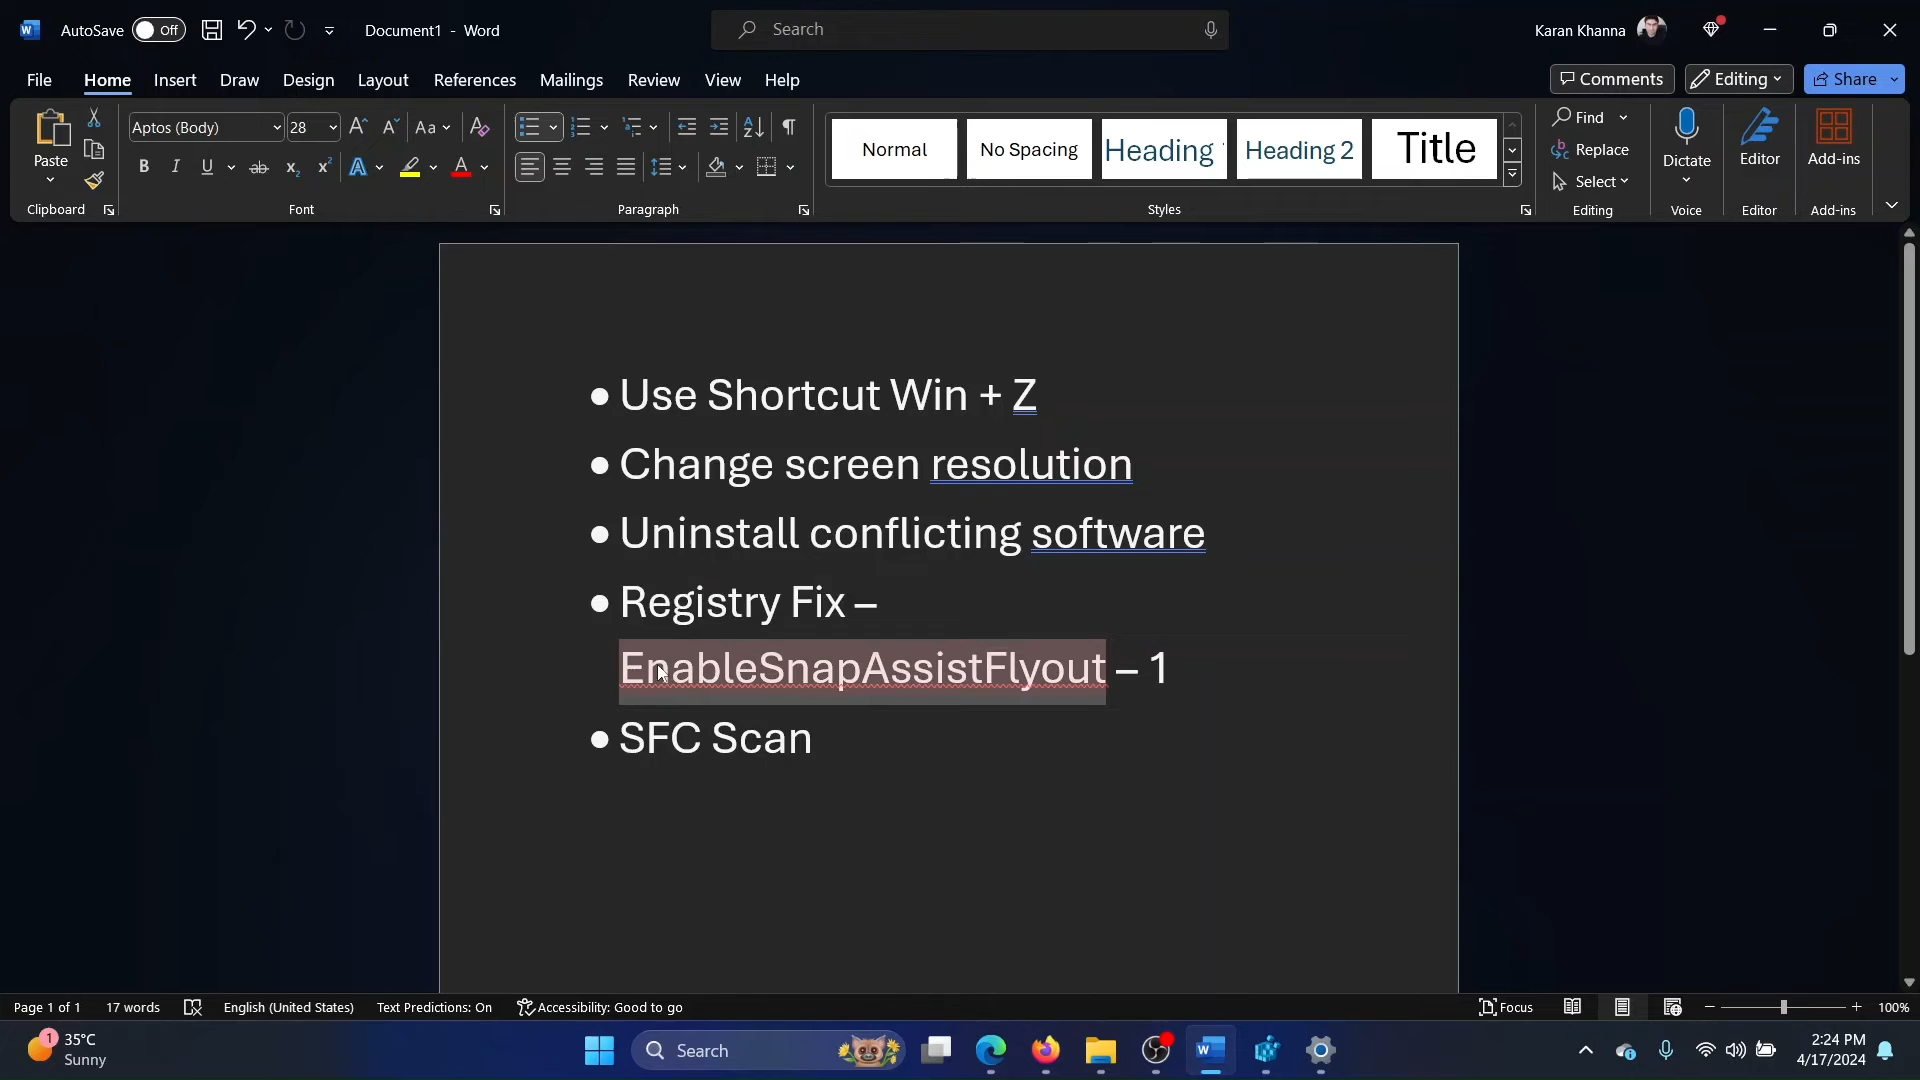 AutoSave Off Document1 - Word Search Karan Khanna
File Home Insert Draw Design Layout References Mailings Review View Help Comments Editing Share
Paste Aptos (Body) 28 Aa Normal No Spacing Heading Heading 2 Title Find Replace Select Dictate Editor Add-ins
Clipboard Font Paragraph Styles Editing Voice Editor Add-ins
• Use Shortcut Win + Z
• Change screen resolution
• Uninstall conflicting software
• Registry Fix –
EnableSnapAssistFlyout – 1
• SFC Scan
Page 1 of 1 17 words English (United States) Text Predictions: On Accessibility: Good to go Focus 100%
1 35°C Search 2:24 PM
Sunny 4/17/2024